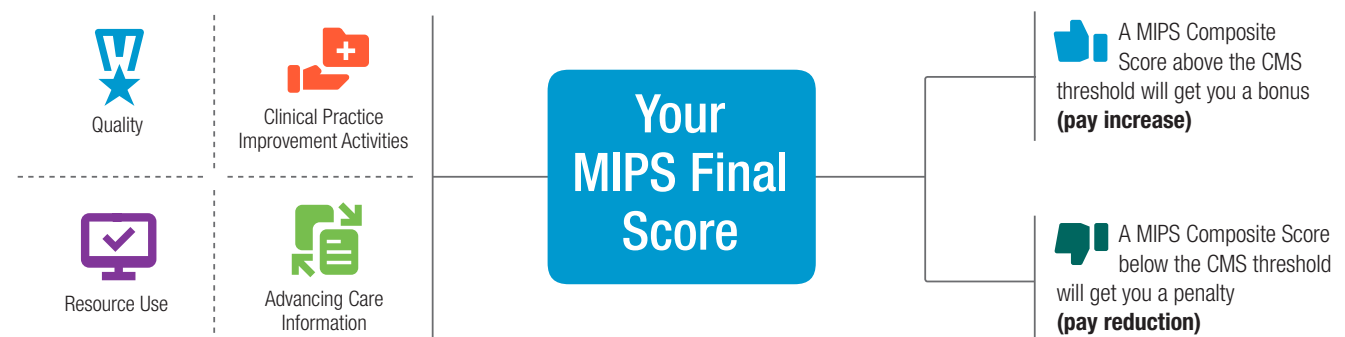 Quality
Clinical Practice
Improvement Activities
Resource Use
Advancing Care
Information
Your
MIPS Final
Score
A MIPS Composite
Score above the CMS
threshold will get you a bonus
(pay increase)
A MIPS Composite Score
below the CMS threshold
will get you a penalty
(pay reduction)